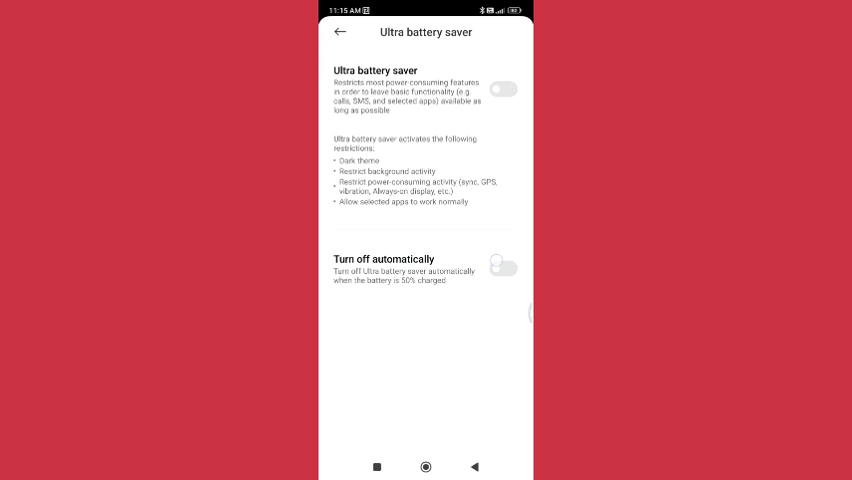 11:15 AM
Ultra battery saver
Ultra battery saver
Restricts most power-consuming features
in order to leave basic functionality (e.g.
calls, SMS, and selected apps) available as
long as possible
Ultra battery saver activates the following
restrictions:
• Dark theme
• Restrict background activity
• Restrict power-consuming activity (sync, GPS,
vibration, Always-on display, etc.)
• Allow selected apps to work normally
Turn off automatically
Turn off Ultra battery saver automatically
when the battery is 50% charged